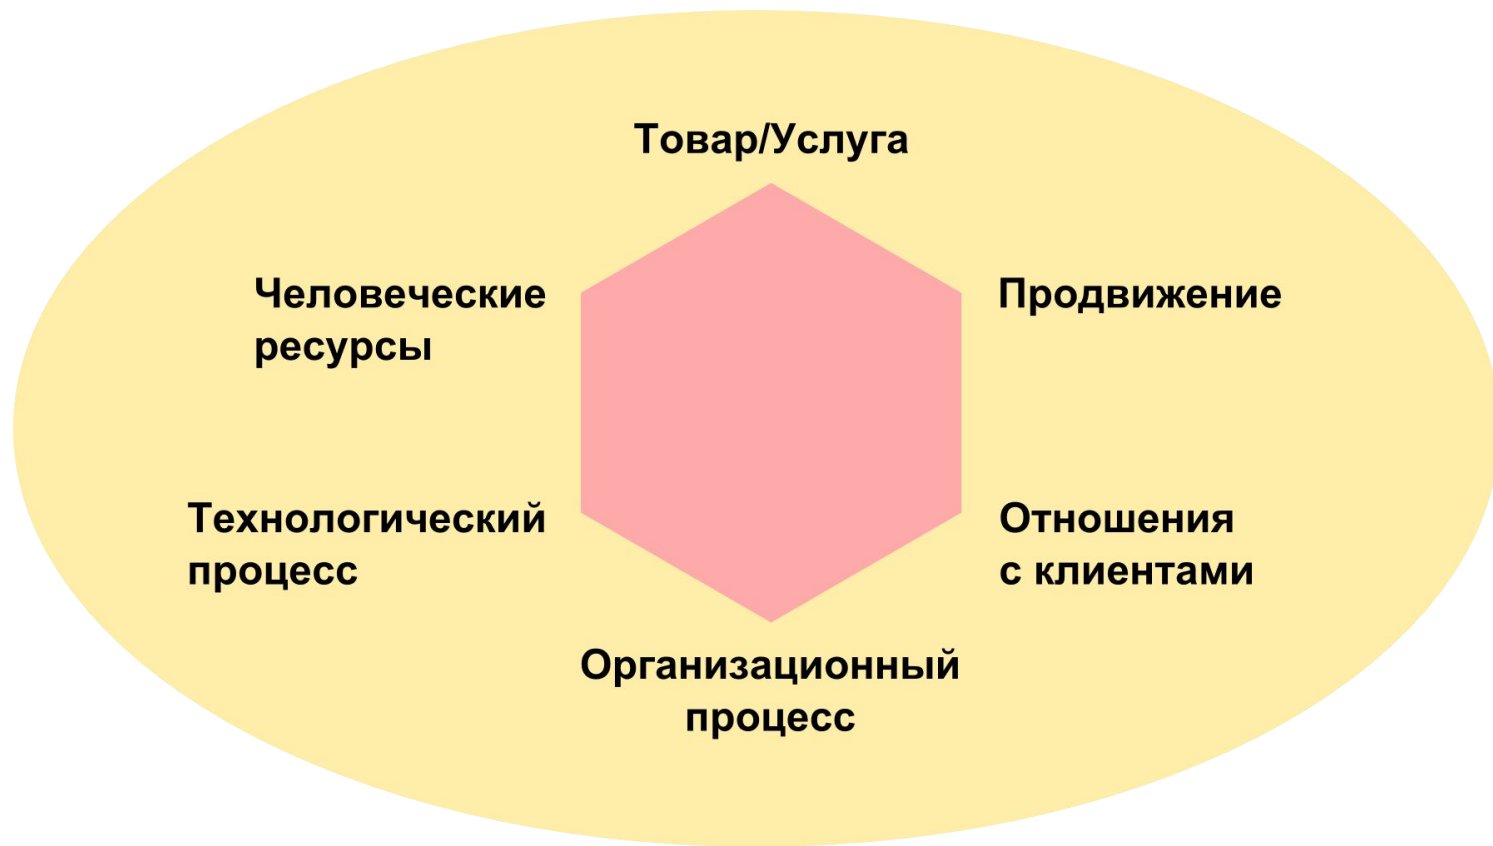 Товар/Услуга
Человеческие
ресурсы
Продвижение
Технологический
процесс
Отношения
с клиентами
Организационный
процесс